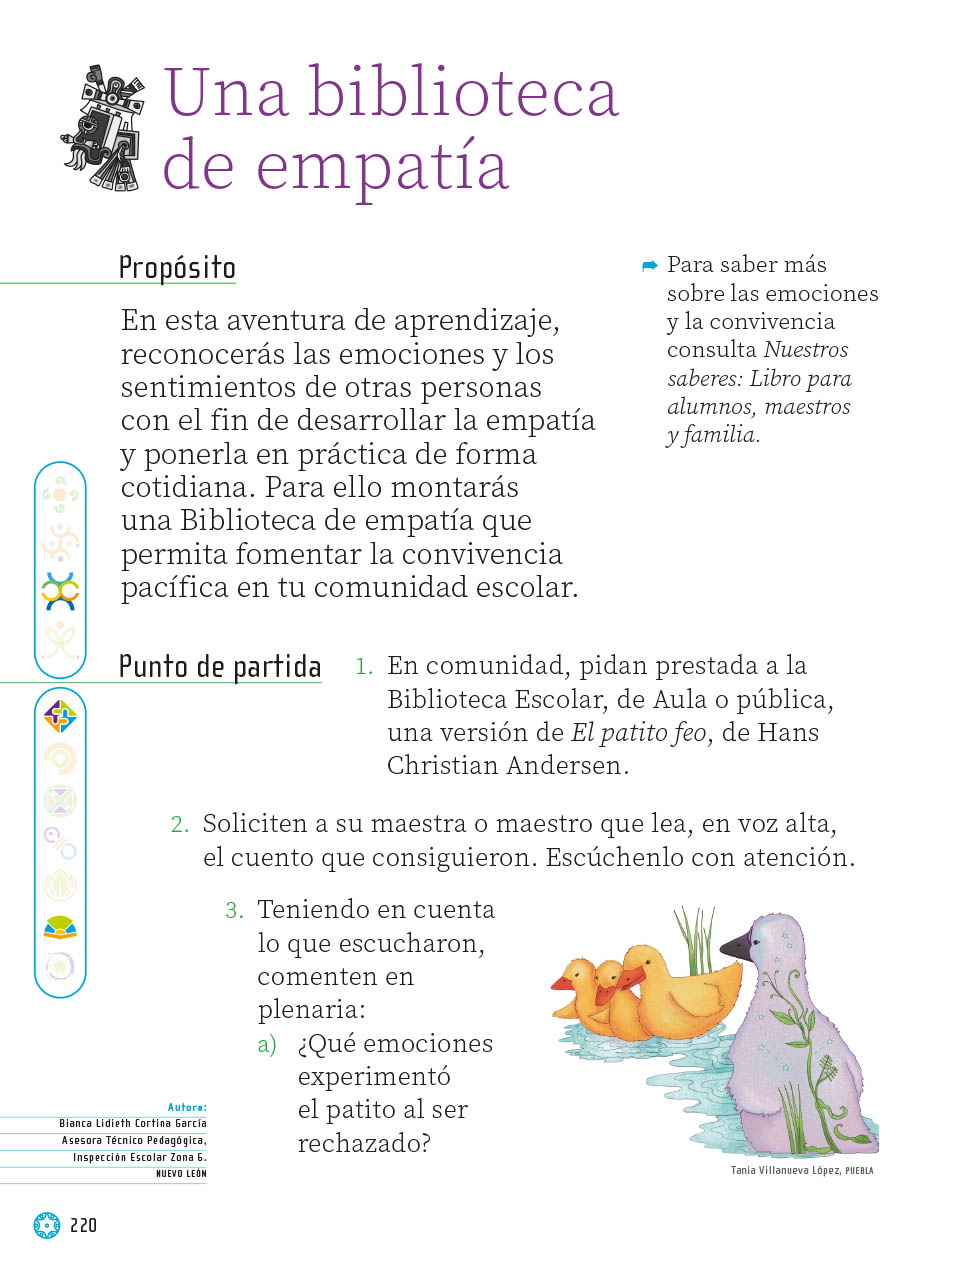 Una biblioteca
de empatía
Propósito
En esta aventura de aprendizaje,
reconocerás las emociones y los
sentimientos de otras personas
con el fin de desarrollar la empatía
y ponerla en práctica de forma
cotidiana. Para ello montarás
una Biblioteca de empatía que
permita fomentar la convivencia
pacífica en tu comunidad escolar.
Para saber más
sobre las emociones
y la convivencia
consulta Nuestros
saberes: Libro para
alumnos, maestros
y familia.
Punto de partida
1. En comunidad, pidan prestada a la
Biblioteca Escolar, de Aula o pública,
una versión de El patito feo, de Hans
Christian Andersen.
2. Soliciten a su maestra o maestro que lea, en voz alta,
el cuento que consiguieron. Escúchenlo con atención.
3. Teniendo en cuenta
lo que escucharon,
comenten en
plenaria:
a) ¿Qué emociones
experimentó
el patito al ser
rechazado?
Tania Villanueva López, PUEBLA
Autora:
Bianca Lidieth Cortina García
Asesora Técnico Pedagógica,
Inspección Escolar Zona 6.
NUEVO LEÓN
220